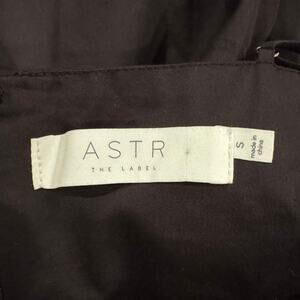 ASTR
THE LABEL
S
made in
china